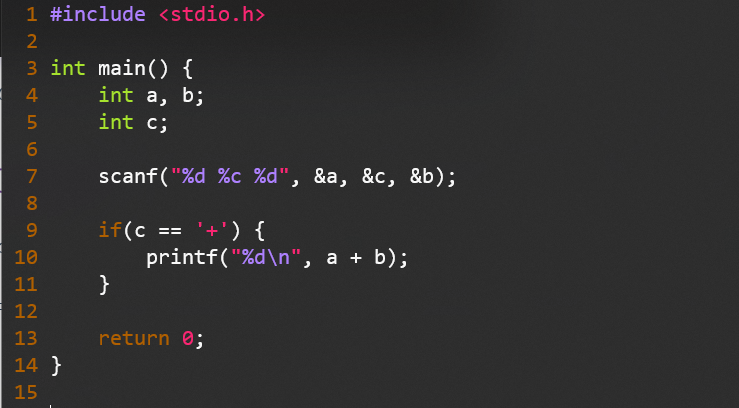 1 #include <stdio.h>
2
3 int main() {
4     int a, b;
5     int c;
6
7     scanf("%d %c %d", &a, &c, &b);
8
9     if(c == '+') {
10         printf("%d\n", a + b);
11     }
12
13     return 0;
14 }
15